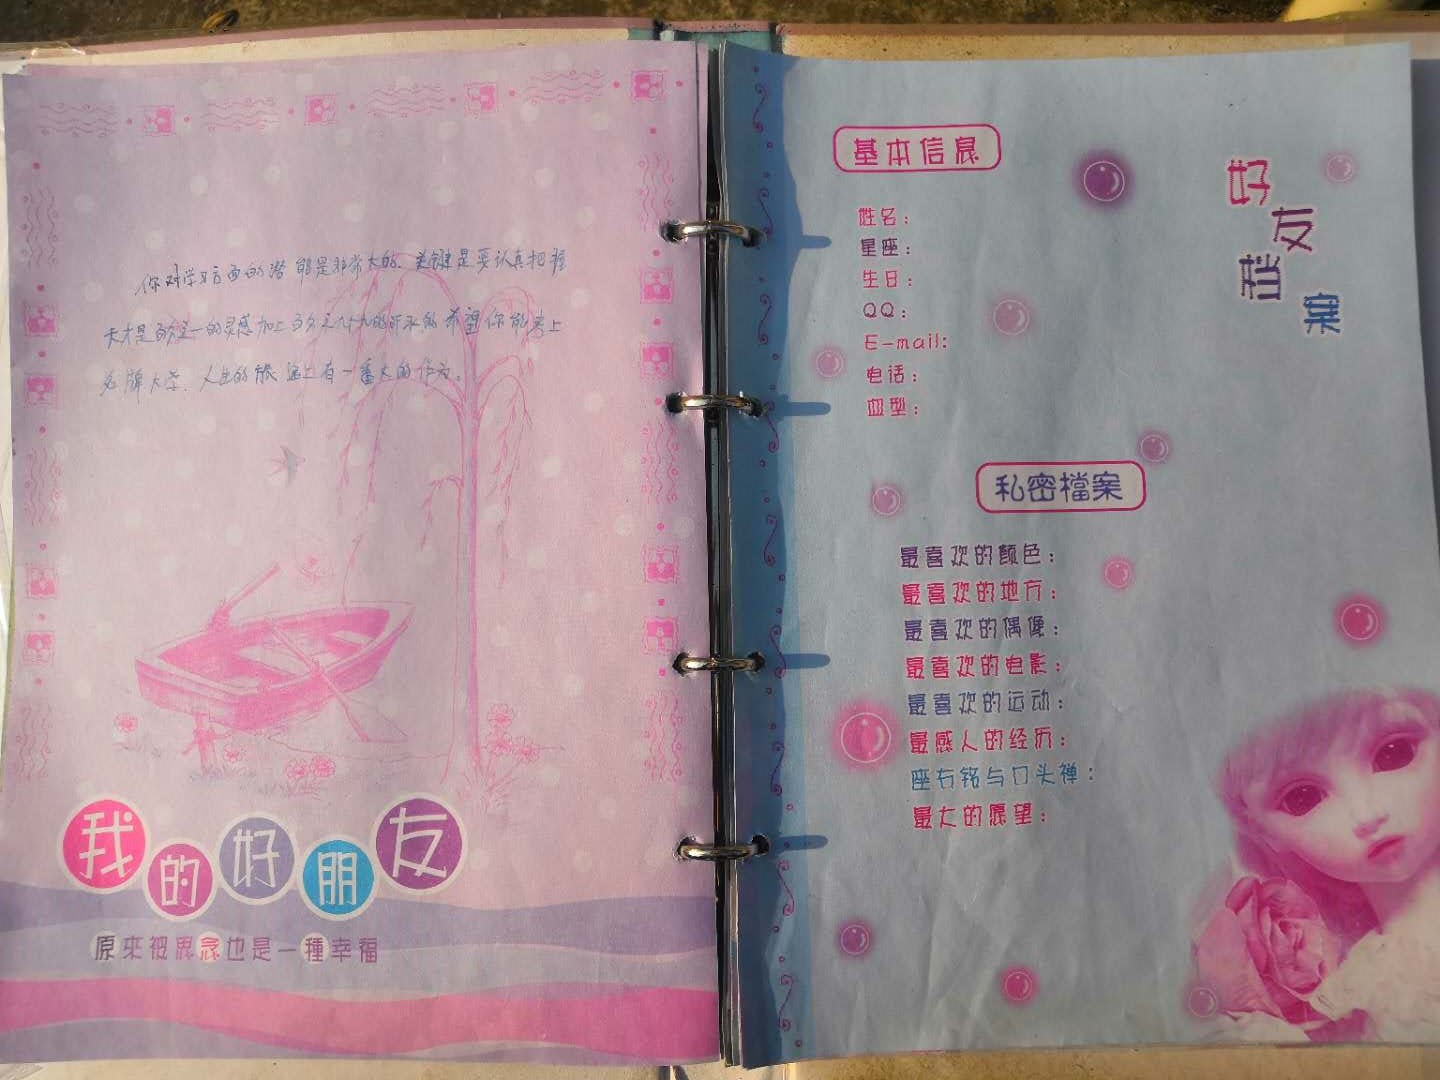 你对学习方面的潜能是非常大的、关键是要认真把握
天才是百分之一的灵感加上百分之九十九的汗水的 希望你能考上
名牌大学、人生的旅途上有一番大的作为。
我的好朋友
原來被思念也是一種幸福
基本信息
姓名:
星座:
生日:
QQ:
E-mail:
电话:
血型:
好友档案
私密檔案
最喜欢的颜色:
最喜欢的地方:
最喜欢的偶像:
最喜欢的电影:
最喜欢的运动:
最感人的经历:
座右铭与口头禅:
最大的愿望: